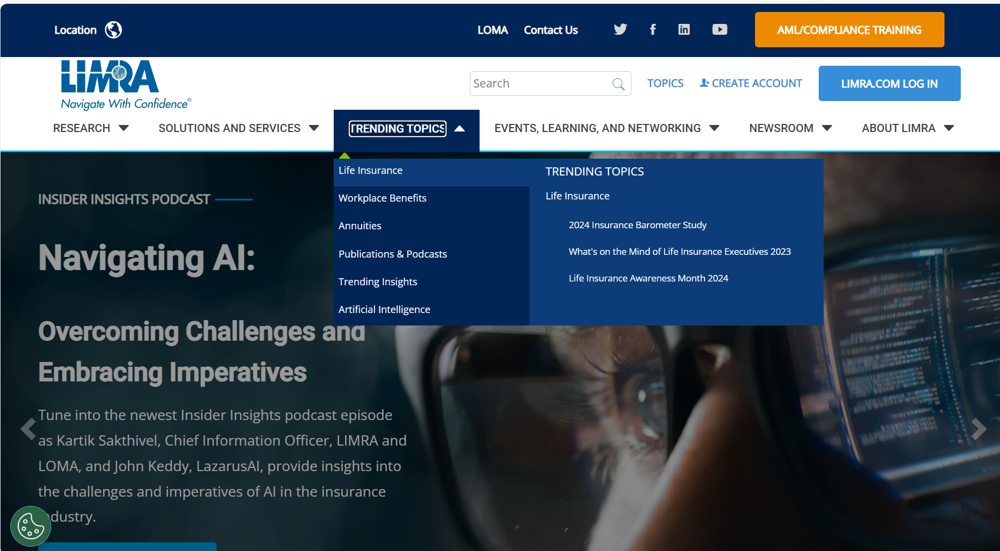 Location
LOMA
Contact Us
in
AML/COMPLIANCE TRAINING
LIMRA
Navigate With Confidence®
Search
TOPICS
CREATE ACCOUNT
LIMRA.COM LOG IN
RESEARCH
SOLUTIONS AND SERVICES
TRENDING TOPICS
EVENTS, LEARNING, AND NETWORKING
NEWSROOM
ABOUT LIMRA
Life Insurance
Workplace Benefits
Annuities
Publications & Podcasts
Trending Insights
Artificial Intelligence
TRENDING TOPICS
Life Insurance
2024 Insurance Barometer Study
What's on the Mind of Life Insurance Executives 2023
Life Insurance Awareness Month 2024
INSIDER INSIGHTS PODCAST
Navigating AI:
Overcoming Challenges and
Embracing Imperatives
Tune into the newest Insider Insights podcast episode
as Kartik Sakthivel, Chief Information Officer, LIMRA and
LOMA, and John Keddy, LazarusAI, provide insights into
the challenges and imperatives of AI in the insurance
industry.